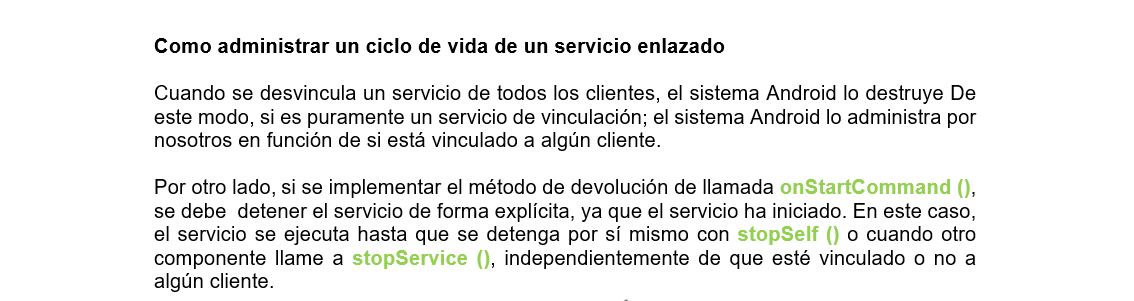 Como administrar un ciclo de vida de un servicio enlazado
Cuando se desvincula un servicio de todos los clientes, el sistema Android lo destruye De
este modo, si es puramente un servicio de vinculación; el sistema Android lo administra por
nosotros en función de si está vinculado a algún cliente.
Por otro lado, si se implementar el método de devolución de llamada onStartCommand (),
se debe  detener el servicio de forma explícita, ya que el servicio ha iniciado. En este caso,
el servicio se ejecuta hasta que se detenga por sí mismo con stopSelf () o cuando otro
componente llame a stopService (), independientemente de que esté vinculado o no a
algún cliente.